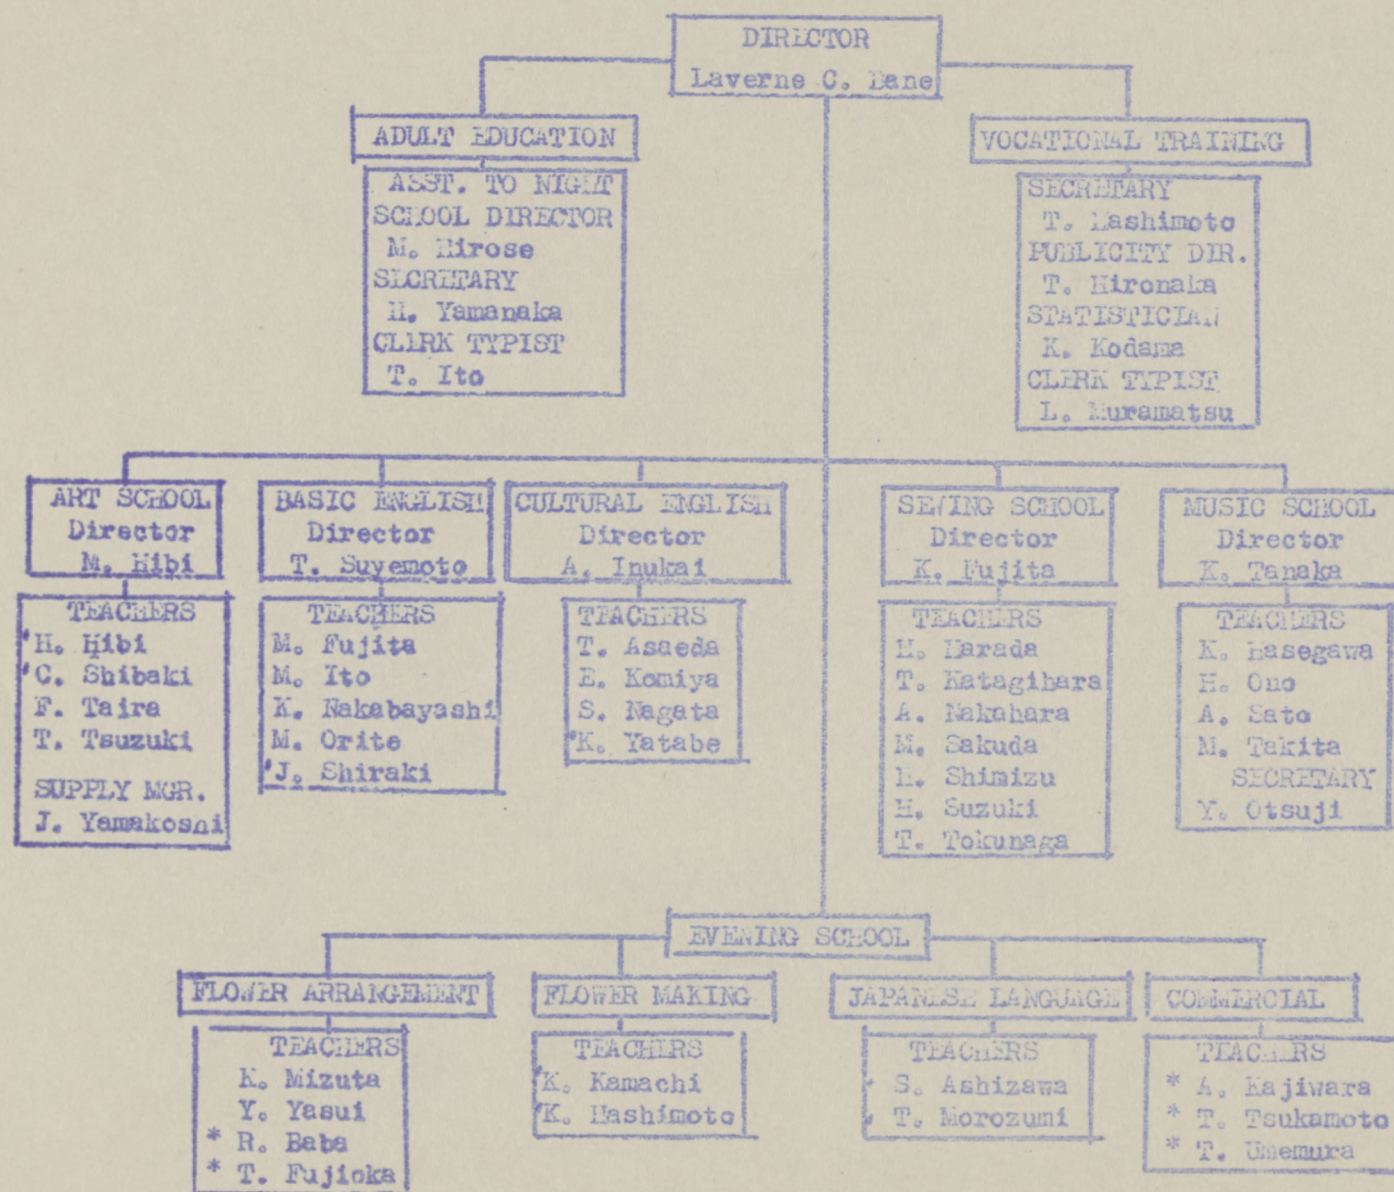 DIRECTOR
Laverne C. Bane
ADULT EDUCATION
ASST. TO NIGHT
SCHOOL DIRECTOR
M. Hirose
SECRETARY
H. Yamanaka
CLERK TYPIST
T. Ito
VOCATIONAL TRAINING
SECRETARY
T. Hashimoto
PUBLICITY DIR.
T. Hironaka
STATISTICIAN
K. Kodama
CLERK TYPIST
L. Muramatsu
ART SCHOOL
Director
M. Hibi
TEACHERS
'H. Hibi
'C. Shibaki
F. Taira
T. Tsuzuki
SUPPLY MGR.
J. Yamakoshi
BASIC ENGLISH
Director
T. Suyemoto
TEACHERS
M. Fujita
M. Ito
K. Nakabayashi
M. Orite
'J. Shiraki
CULTURAL ENGLISH
Director
A. Inukai
TEACHERS
T. Asaeda
E. Komiya
S. Nagata
'K. Yatabe
SEWING SCHOOL
Director
K. Fujita
TEACHERS
H. Harada
T. Katagihara
A. Nakahara
M. Sakuda
H. Shimizu
H. Suzuki
T. Tokunaga
MUSIC SCHOOL
Director
K. Tanaka
TEACHERS
K. Hasegawa
H. Ono
A. Sato
M. Takita
SECRETARY
Y. Otsuji
EVENING SCHOOL
FLOWER ARRANGEMENT
TEACHERS
K. Mizuta
Y. Yasui
* R. Baba
* T. Fujioka
FLOWER MAKING
TEACHERS
'K. Kamachi
'K. Hashimoto
JAPANESE LANGUAGE
TEACHERS
' S. Ashizawa
' T. Morozumi
COMMERCIAL
TEACHERS
* A. Kajiwara
* T. Tsukamoto
* T. Umemura